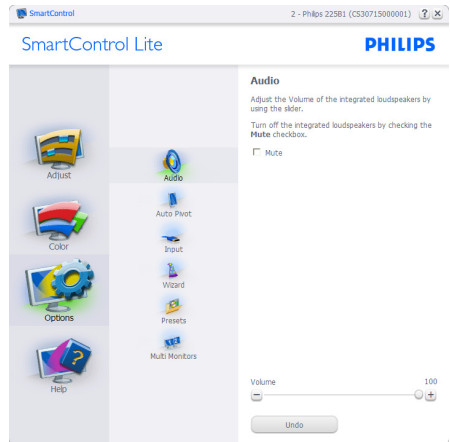 SmartControl
2 - Philips 225B1 (CS30715000001)
SmartControl Lite
PHILIPS
Adjust
Color
Options
Help
Audio
Auto Pivot
Input
Wizard
Presets
Multi Monitors
Audio
Adjust the Volume of the integrated loudspeakers by
using the slider.
Turn off the integrated loudspeakers by checking the
Mute checkbox.
Mute
Volume 100
Undo